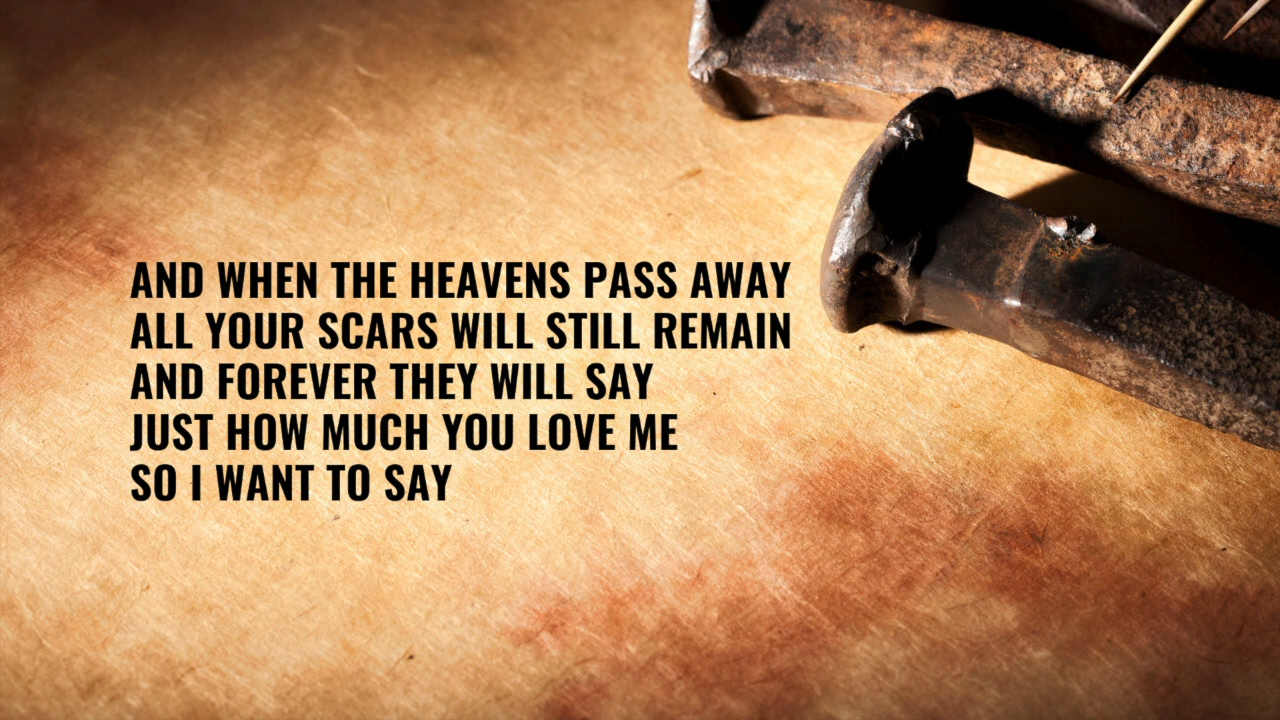 AND WHEN THE HEAVENS PASS AWAY
ALL YOUR SCARS WILL STILL REMAIN
AND FOREVER THEY WILL SAY
JUST HOW MUCH YOU LOVE ME
SO I WANT TO SAY